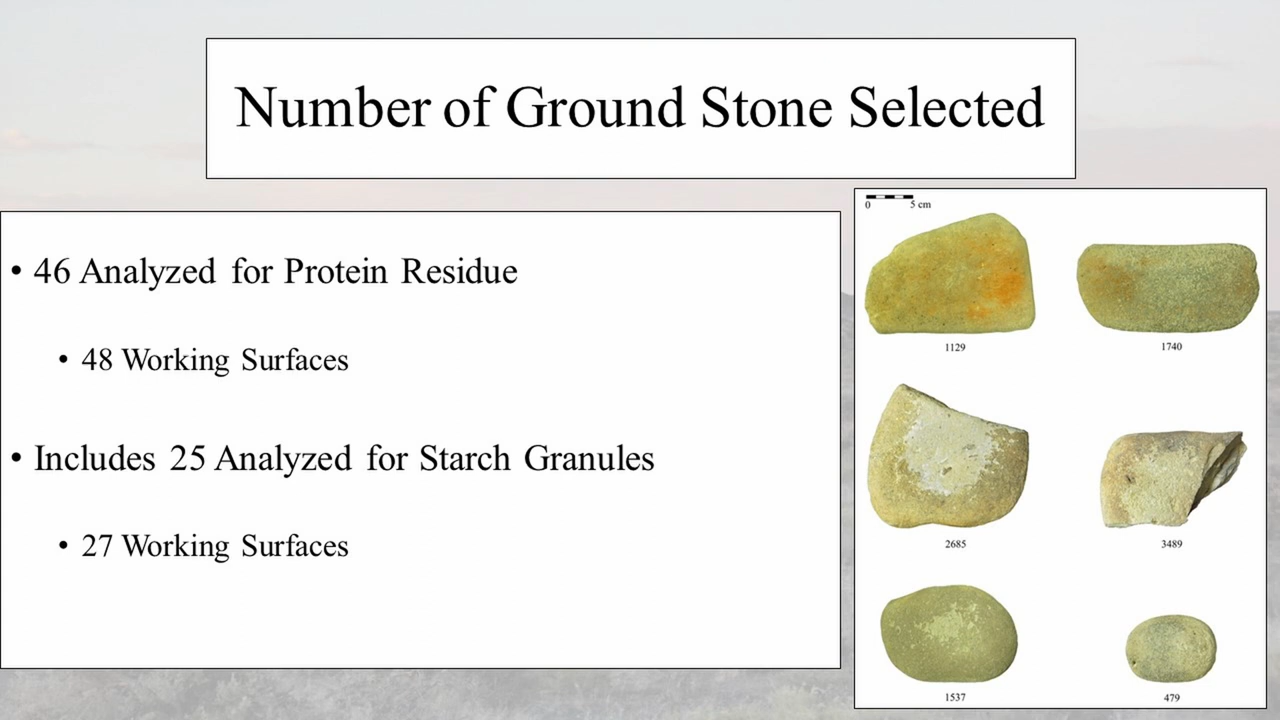 Number of Ground Stone Selected
• 46 Analyzed for Protein Residue
• 48 Working Surfaces
• Includes 25 Analyzed for Starch Granules
• 27 Working Surfaces
0 5 cm
1129 1740
2685 3489
1537 479